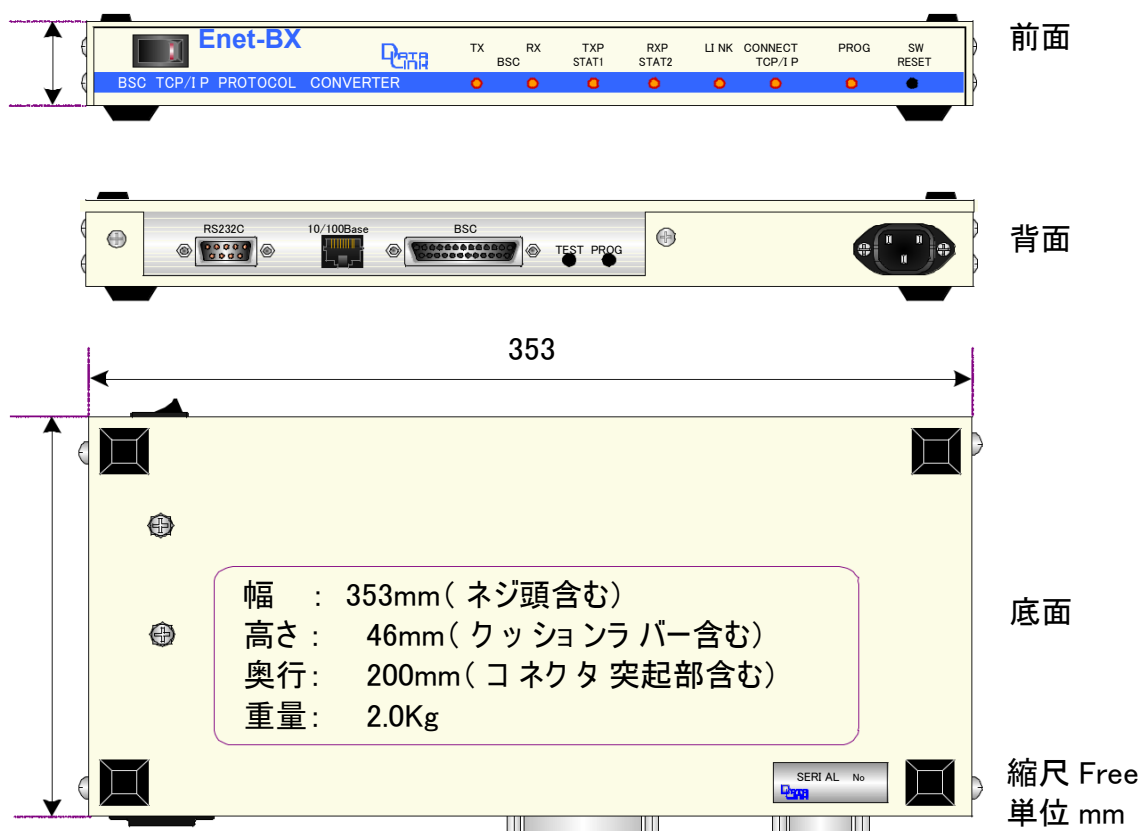 前面
Enet-BX
DATA LINK
TX RX TXP RXP LINK CONNECT PROG SW
BSC STAT1 STAT2 TCP/IP RESET
BSC TCP/IP PROTOCOL CONVERTER
背面
RS232C 10/100Base BSC
TEST PROG
353
底面
幅 : 353mm(ネジ頭含む)
高さ: 46mm(クッションラバー含む)
奥行: 200mm(コネクタ突起部含む)
重量: 2.0Kg
SERIAL No
DATA LINK
縮尺 Free
単位 mm